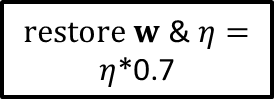 restore w & η =
η*0.7